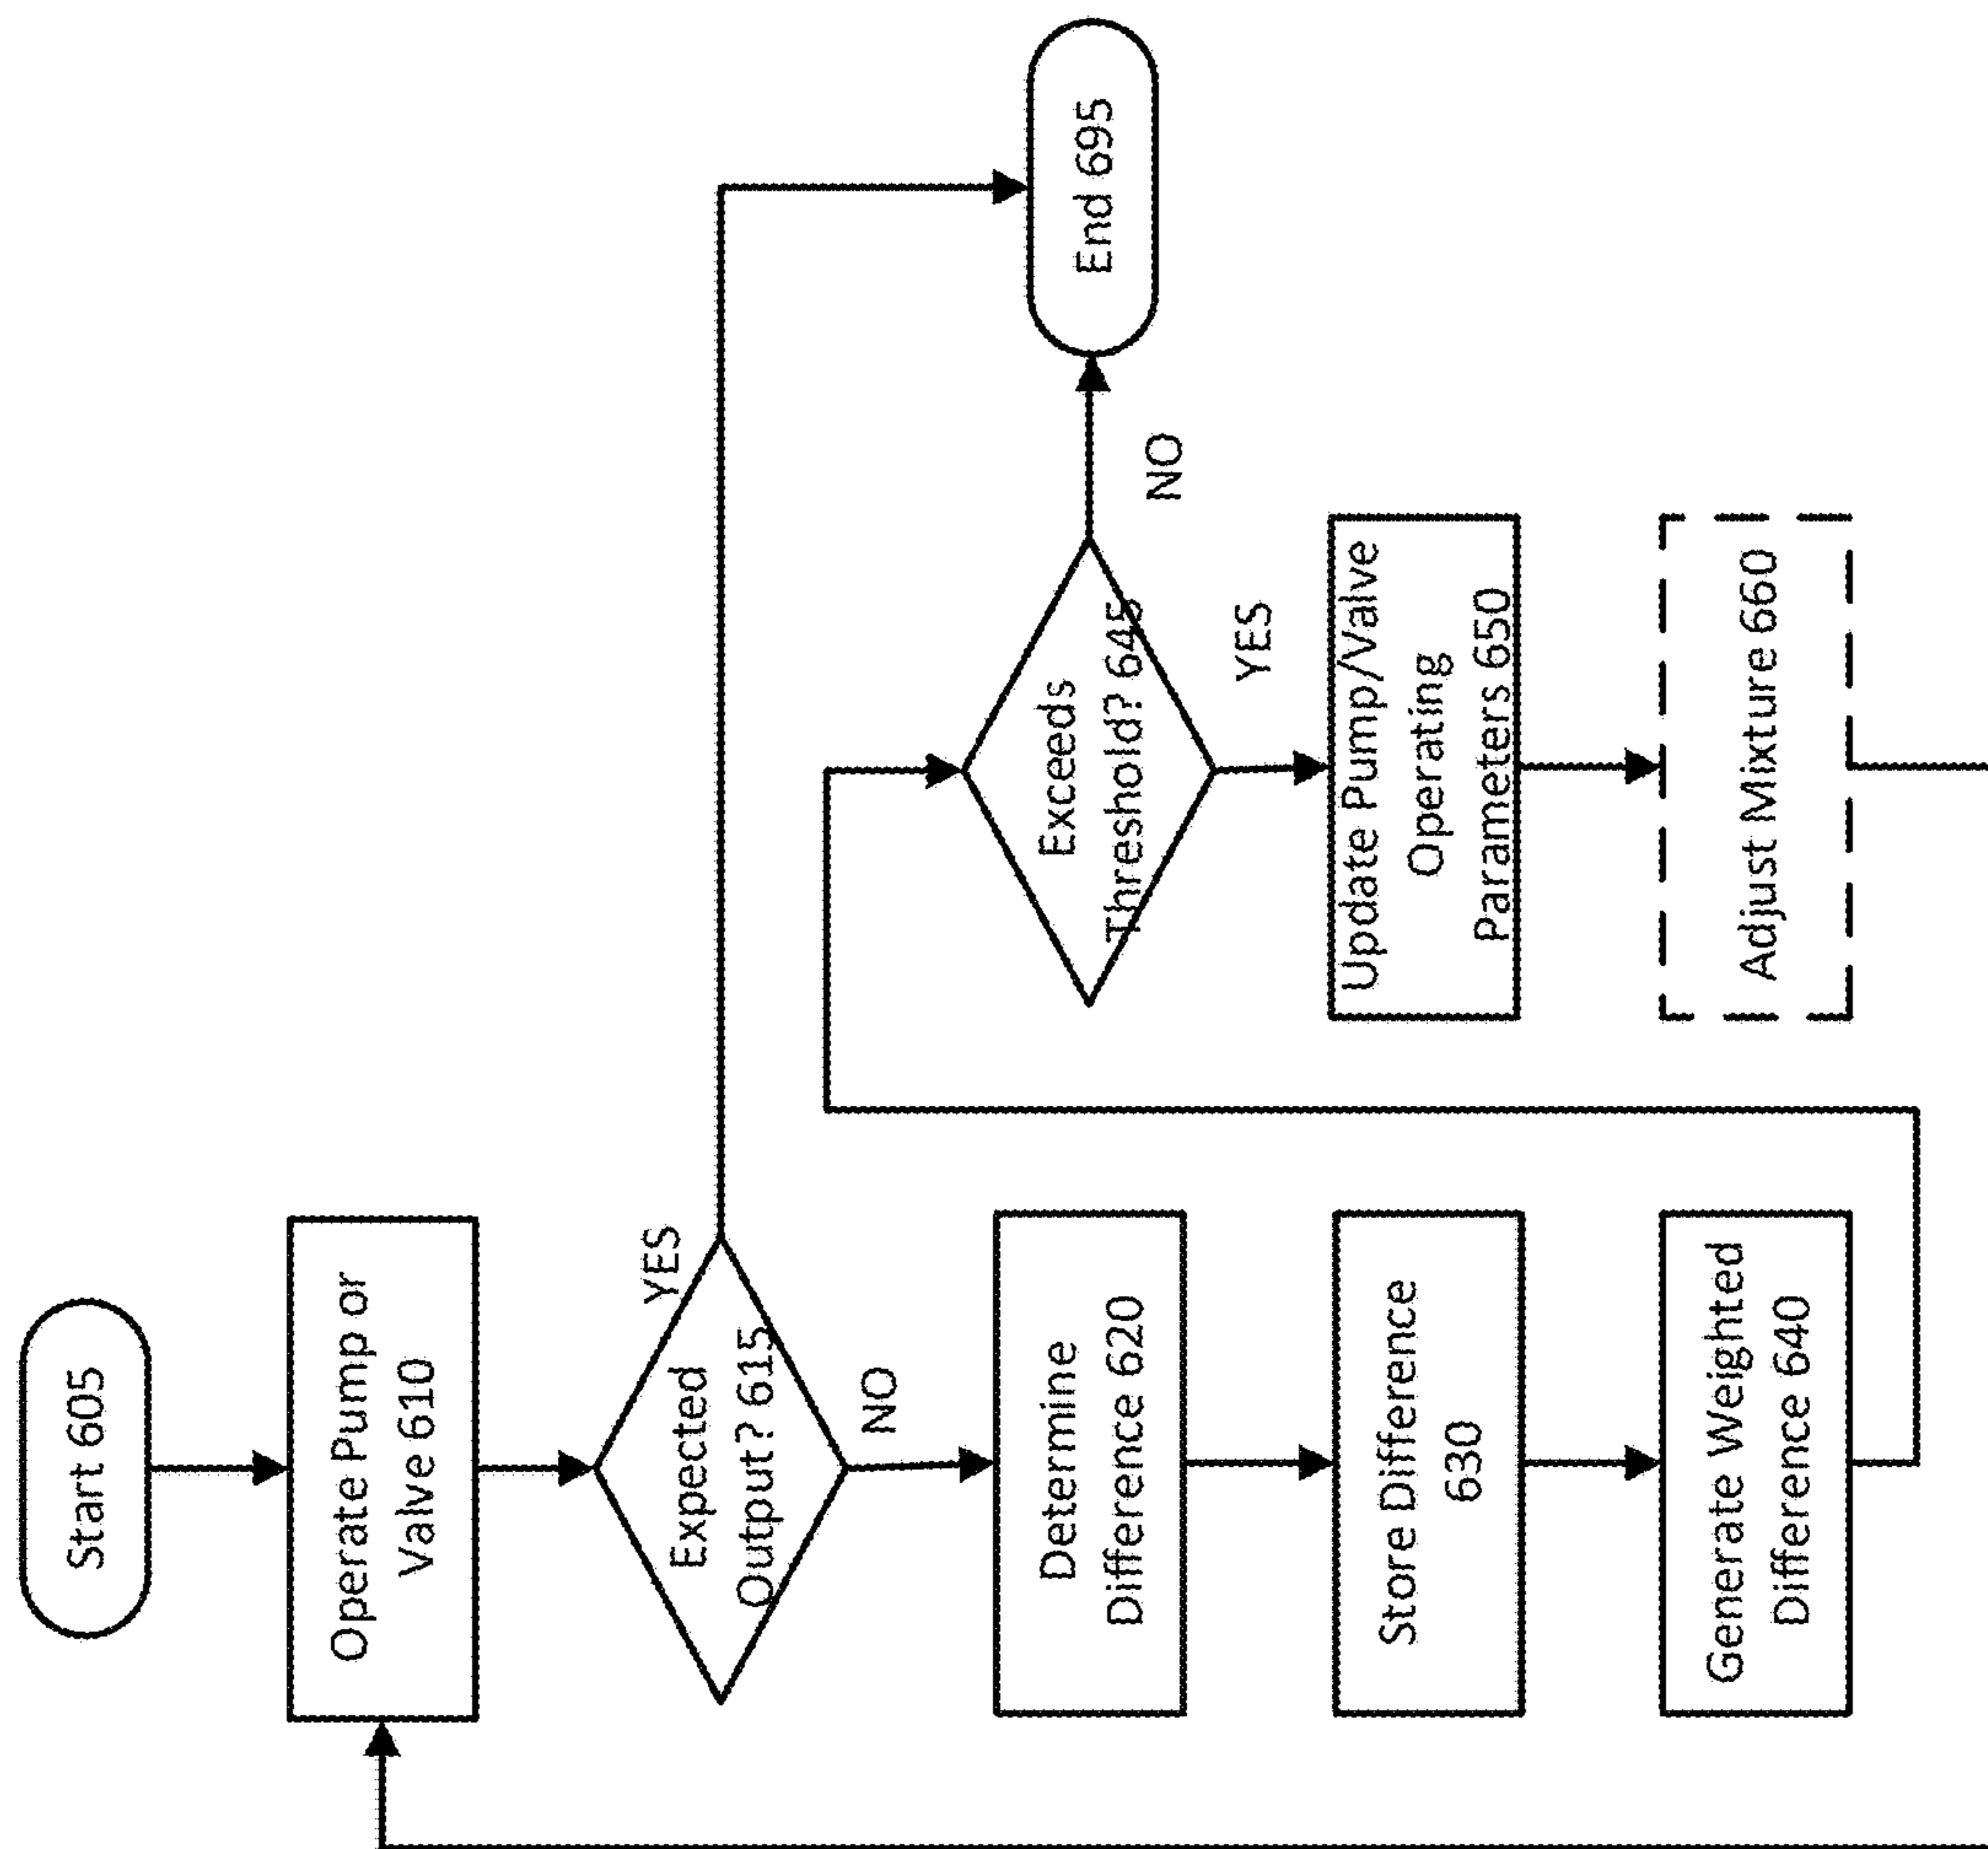 Start 605
Operate Pump or
Valve 610
YES
Expected
Output? 615
NO
Determine
Difference 620
Store Difference
630
Generate Weighted
Difference 640
Exceeds
Threshold? 645
NO
YES
Update Pump/Valve
Operating
Parameters 650
Adjust Mixture 660
End 695